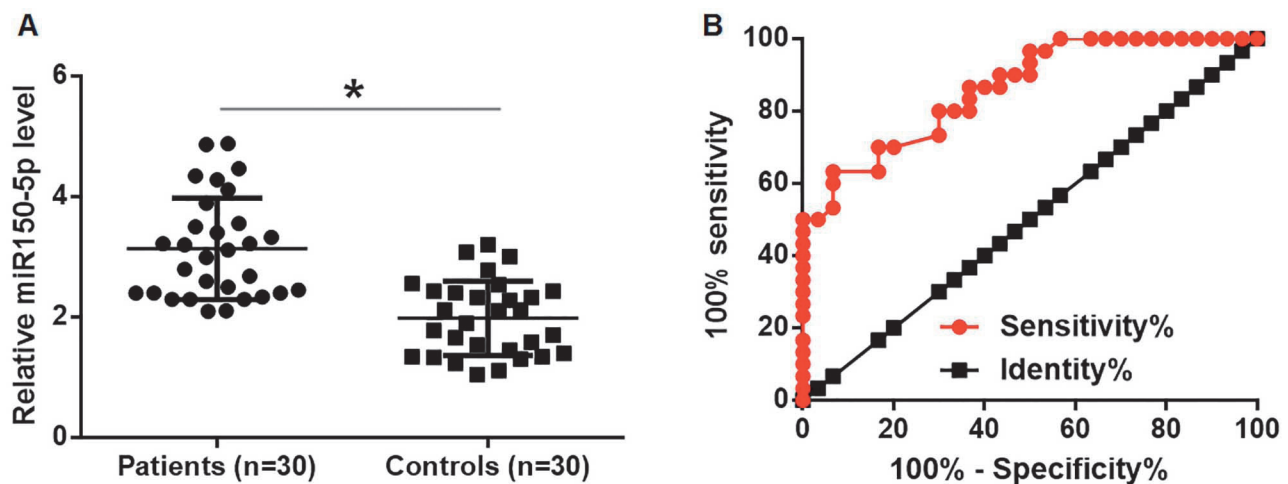 A
Relative miR150-5p level
6
4
2
0
*
Patients (n=30)
Controls (n=30)
B
100% sensitivity
100
80
60
40
20
0
Sensitivity%
Identity%
0 20 40 60 80 100
100% - Specificity%